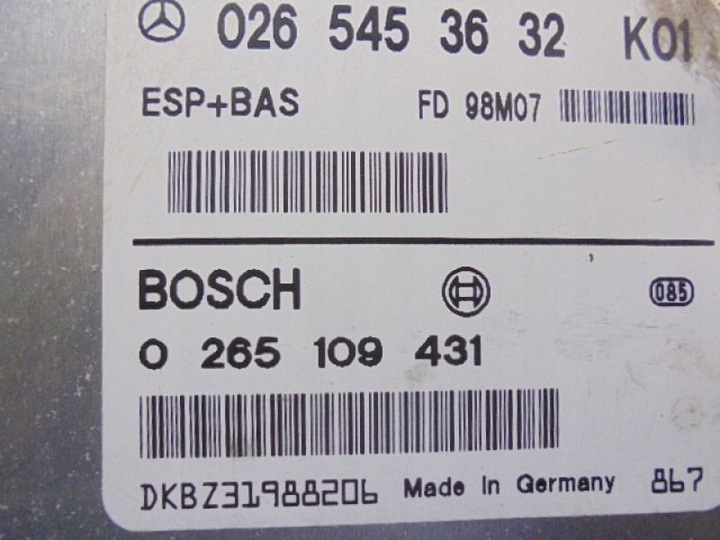 026 545 36 32 K01
ESP+BAS FD 98M07
BOSCH 085
0 265 109 431
DKBZ31988206 Made in Germany 867